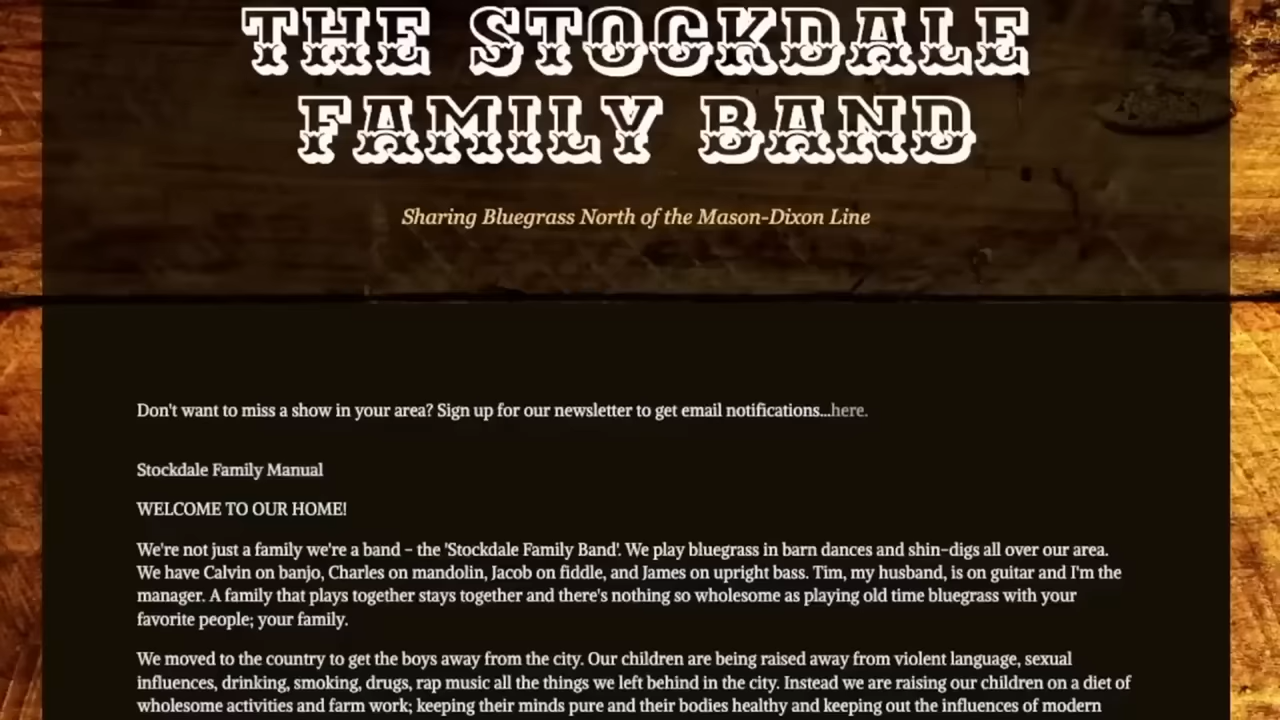 THE STOCKDALE
FAMILY BAND
Sharing Bluegrass North of the Mason-Dixon Line
Don't want to miss a show in your area? Sign up for our newsletter to get email notifications...here.
Stockdale Family Manual
WELCOME TO OUR HOME!
We're not just a family we're a band – the 'Stockdale Family Band'. We play bluegrass in barn dances and shin-digs all over our area.
We have Calvin on banjo, Charles on mandolin, Jacob on fiddle, and James on upright bass. Tim, my husband, is on guitar and I'm the
manager. A family that plays together stays together and there's nothing so wholesome as playing old time bluegrass with your
favorite people; your family.
We moved to the country to get the boys away from the city. Our children are being raised away from violent language, sexual
influences, drinking, smoking, drugs, rap music all the things we left behind in the city. Instead we are raising our children on a diet of
wholesome activities and farm work; keeping their minds pure and their bodies healthy and keeping out the influences of modern